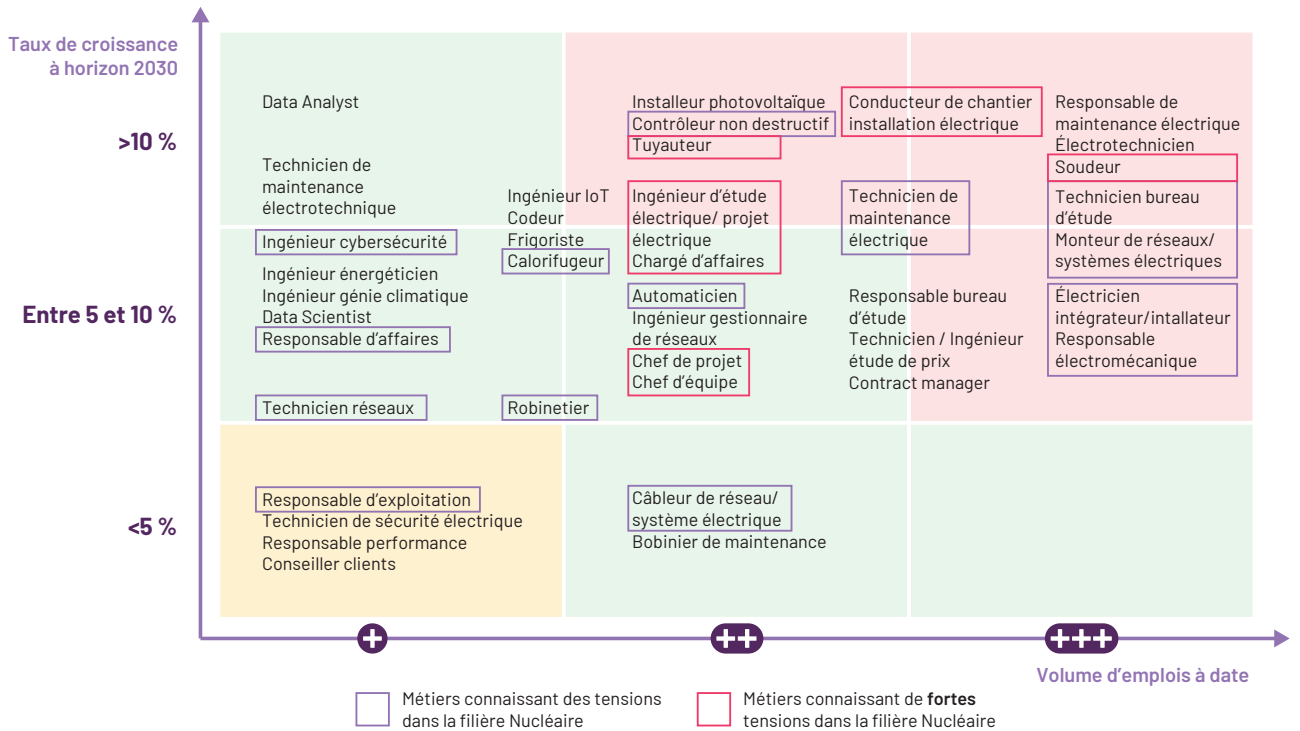 Taux de croissance
à horizon 2030
>10 %
Data Analyst
Technicien de
maintenance
électrotechnique
Installeur photovoltaïque
Contrôleur non destructif
Tuyauteur
Conducteur de chantier
installation électrique
Responsable de
maintenance électrique
Électrotechnicien
Soudeur
Ingénieur IoT
Codeur
Frigoriste
Calorifugeur
Ingénieur d'étude
électrique/ projet
électrique
Chargé d'affaires
Technicien de
maintenance
électrique
Technicien bureau
d'étude
Monteur de réseaux/
systèmes électriques
Entre 5 et 10 %
Ingénieur cybersécurité
Ingénieur énergéticien
Ingénieur génie climatique
Data Scientist
Responsable d'affaires
Technicien réseaux
Robinetier
Automaticien
Ingénieur gestionnaire
de réseaux
Chef de projet
Chef d'équipe
Responsable bureau
d'étude
Technicien / Ingénieur
étude de prix
Contract manager
Électricien
intégrateur/intallateur
Responsable
électromécanique
<5 %
Responsable d'exploitation
Technicien de sécurité électrique
Responsable performance
Conseiller clients
Câbleur de réseau/
système électrique
Bobinier de maintenance
+
++
+++
Volume d'emplois à date
Métiers connaissant des tensions
dans la filière Nucléaire
Métiers connaissant de fortes
tensions dans la filière Nucléaire